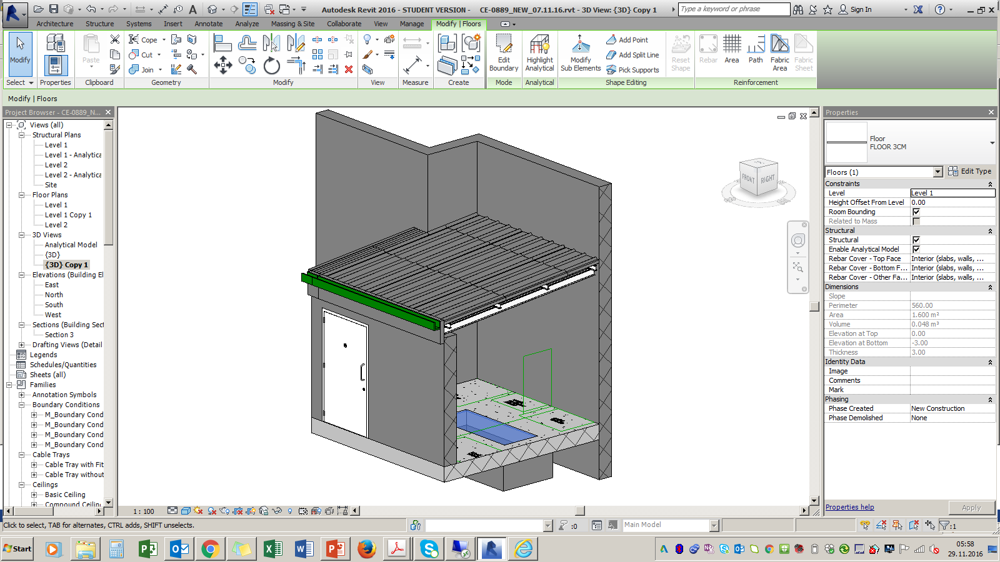 Autodesk Revit 2016 - STUDENT VERSION - CE-0889_NEW_07.11.16.rvt - 3D View: {3D} Copy 1
Type a keyword or phrase
Sign In
Architecture Structure Systems Insert Annotate Analyze Massing & Site Collaborate View Manage Modify | Floors
Modify
Paste
Cope
Cut
Join
Edit Boundary
Highlight Analytical
Modify Sub Elements
Add Point
Add Split Line
Pick Supports
Reset Shape
Rebar
Area
Path
Fabric Area
Fabric Sheet
Select Properties Clipboard Geometry Modify View Measure Create Mode Analytical Shape Editing Reinforcement
Modify | Floors
Project Browser - CE-0889_N...
Views (all)
Structural Plans
Level 1
Level 1 - Analytica
Level 2
Level 2 - Analytica
Site
Floor Plans
Level 1
Level 1 Copy 1
Level 2
3D Views
Analytical Model
{3D}
{3D} Copy 1
Elevations (Building El
East
North
South
West
Sections (Building Sect
Section 3
Drafting Views (Detail
Legends
Schedules/Quantities
Sheets (all)
Families
Annotation Symbols
Boundary Conditions
M_Boundary Cond
M_Boundary Cond
M_Boundary Cond
M_Boundary Cond
Cable Trays
Cable Tray with Fit
Cable Tray without
Ceilings
Basic Ceiling
Compound Ceiling
FRONT RIGHT
Properties
Floor
FLOOR 3CM
Floors (1)
Edit Type
Constraints
Level Level 1
Height Offset From Level 0.00
Room Bounding
Related to Mass
Structural
Structural
Enable Analytical Model
Rebar Cover - Top Face Interior (slabs, walls, ...
Rebar Cover - Bottom F... Interior (slabs, walls, ...
Rebar Cover - Other Fa... Interior (slabs, walls, ...
Dimensions
Slope
Perimeter 560.00
Area 1.600 m²
Volume 0.048 m³
Elevation at Top 0.00
Elevation at Bottom -3.00
Thickness 3.00
Identity Data
Image
Comments
Mark
Phasing
Phase Created New Construction
Phase Demolished None
Properties help
Apply
1 : 100
Click to select, TAB for alternates, CTRL adds, SHIFT unselects.
:0
Main Model
:1
Start
05:58
29.11.2016